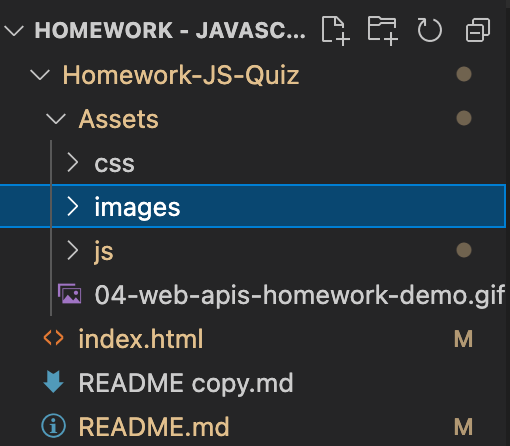 HOMEWORK - JAVASC...
Homework-JS-Quiz
Assets
css
images
js
04-web-apis-homework-demo.gif
index.html M
README copy.md
README.md M